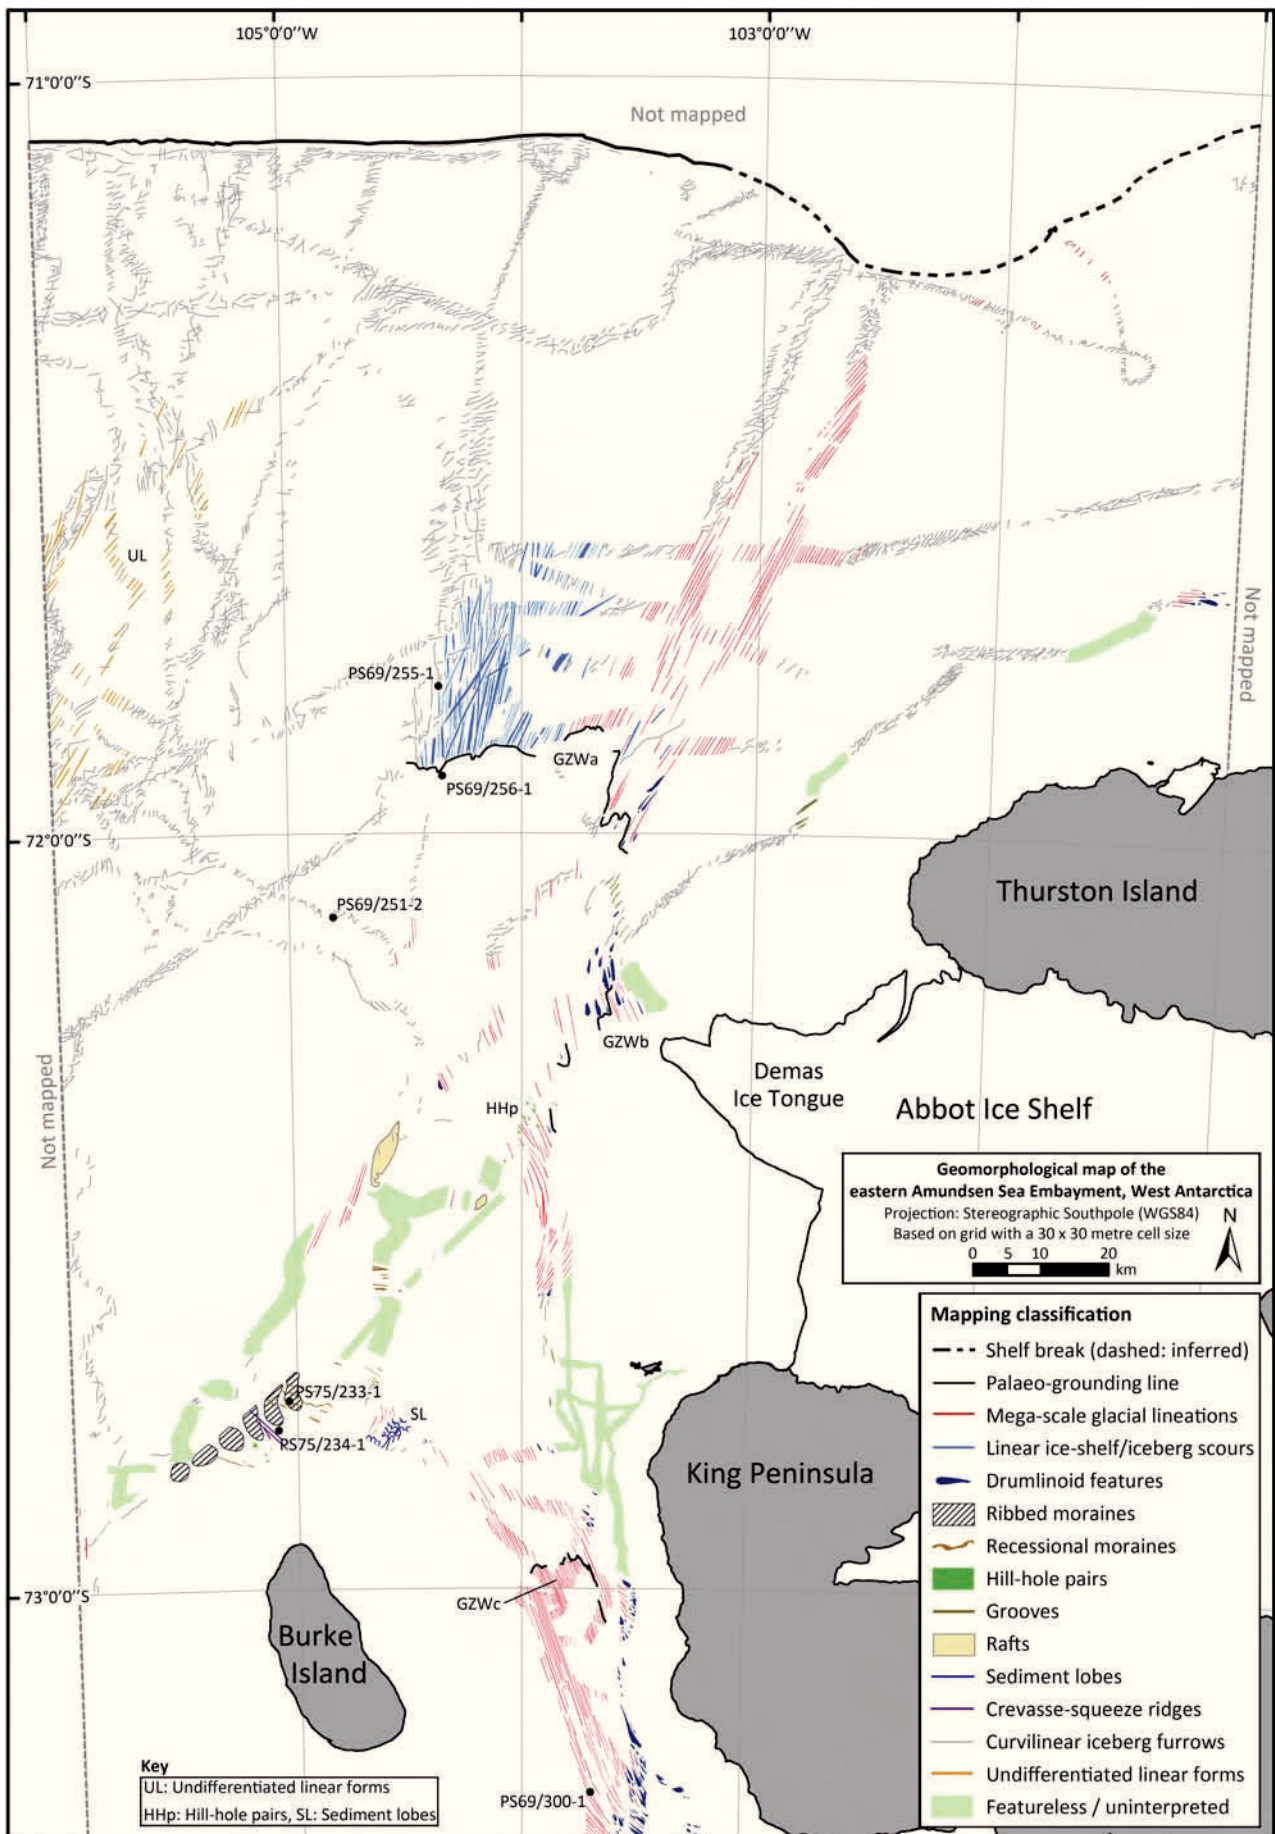 105°0'0''W
103°0'0''W
71°0'0''S
Not mapped
UL
Not mapped
PS69/255-1
GZWa
PS69/256-1
72°0'0''S
Thurston Island
PS69/251-2
GZWb
Demas
Ice Tongue
Abbot Ice Shelf
Not mapped
HHp
Geomorphological map of the
eastern Amundsen Sea Embayment, West Antarctica
Projection: Stereographic Southpole (WGS84)
Based on grid with a 30 x 30 metre cell size
N
0 5 10 20
km
PS75/233-1
SL
PS75/234-1
King Peninsula
73°0'0''S
GZWc
Burke
Island
PS69/300-1
Key
UL: Undifferentiated linear forms
HHp: Hill-hole pairs, SL: Sediment lobes
Mapping classification
Shelf break (dashed: inferred)
Palaeo-grounding line
Mega-scale glacial lineations
Linear ice-shelf/iceberg scours
Drumlinoid features
Ribbed moraines
Recessional moraines
Hill-hole pairs
Grooves
Rafts
Sediment lobes
Crevasse-squeeze ridges
Curvilinear iceberg furrows
Undifferentiated linear forms
Featureless / uninterpreted